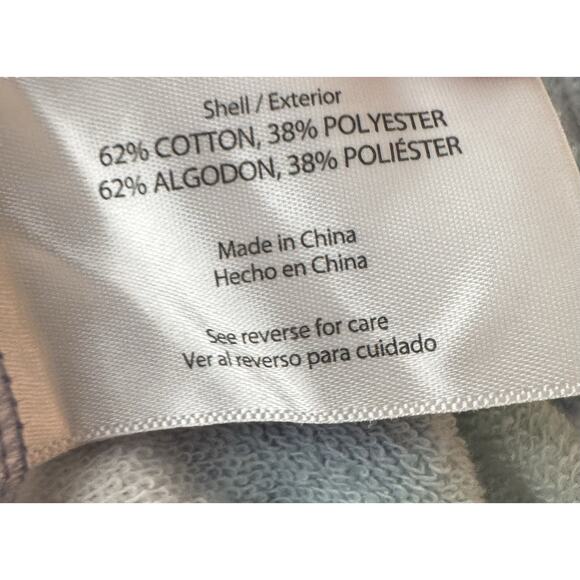 Shell / Exterior
62% COTTON, 38% POLYESTER
62% ALGODON, 38% POLIÉSTER
Made in China
Hecho en China
See reverse for care
Ver al reverso para cuidado